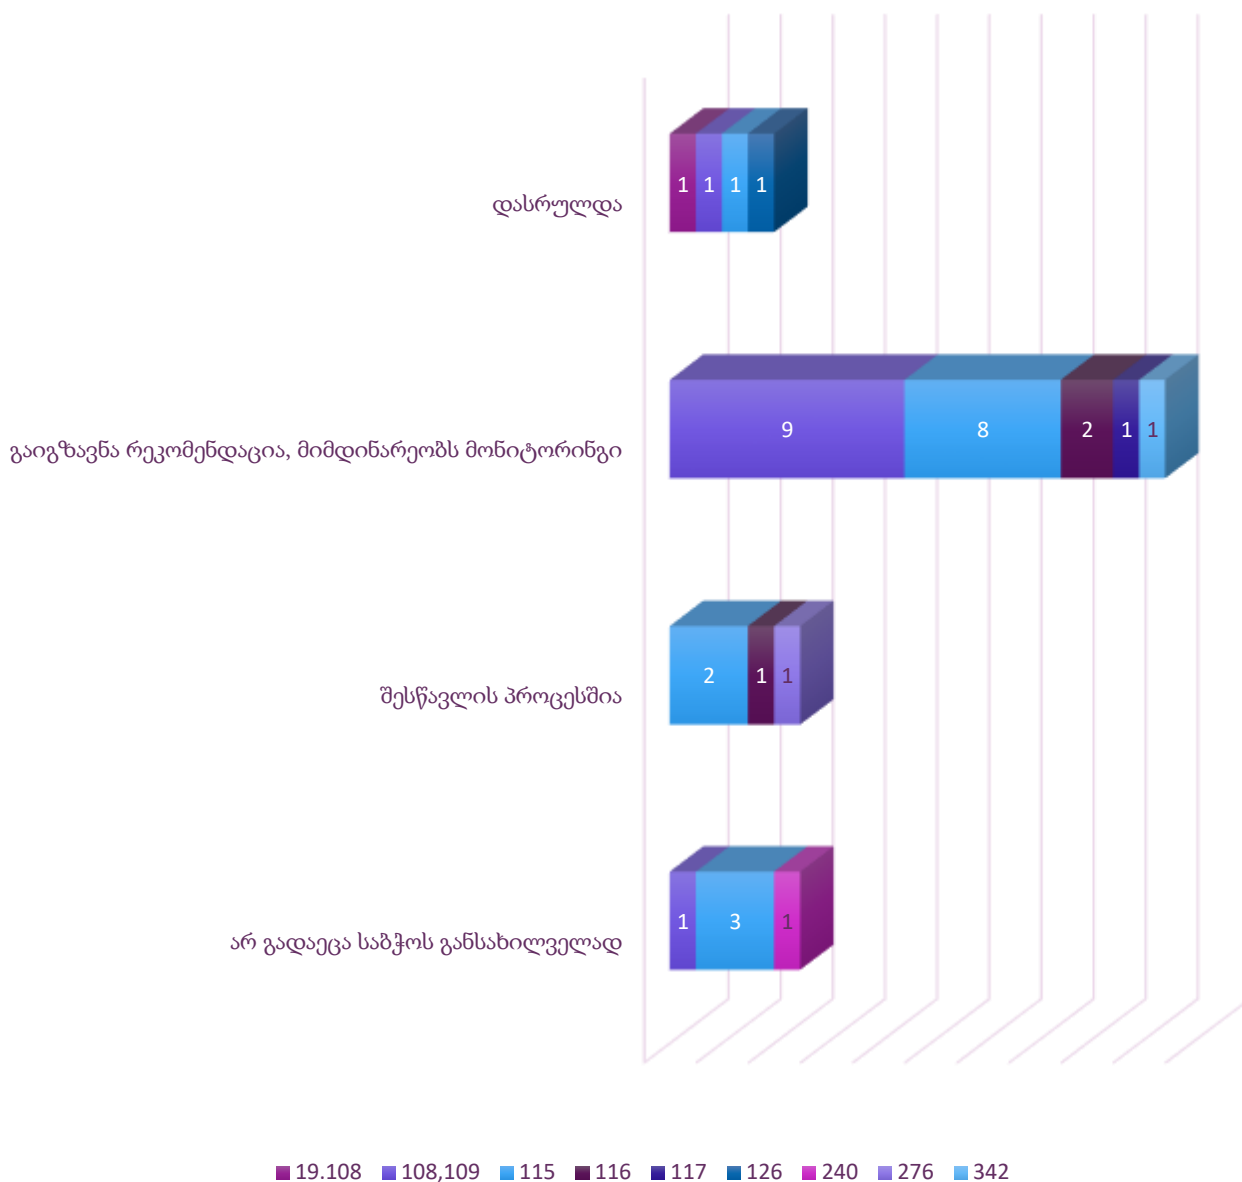 დასრულდა
1 1 1 1
გაიგზავნა რეკომენდაცია, მიმდინარეობს მონიტორინგი
9 8 2 1 1
შესწავლის პროცესშია
2 1 1
არ გადაეცა საბჭოს განსახილველად
1 3 1
19.108 108,109 115 116 117 126 240 276 342